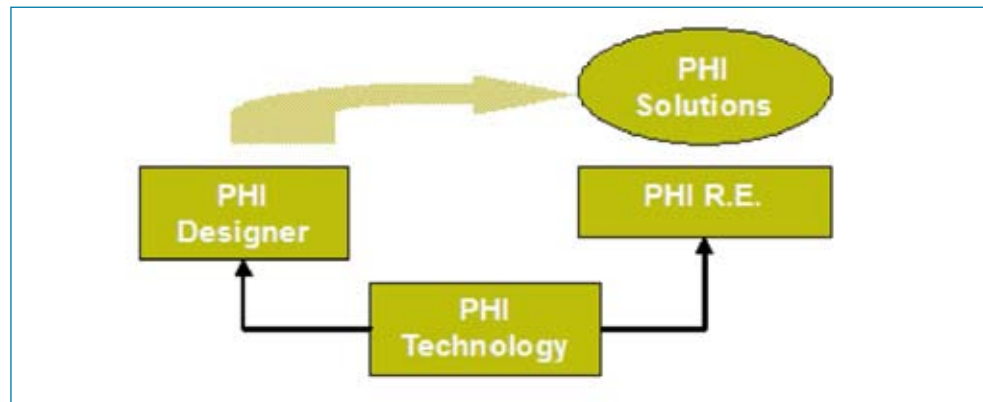 PHI
Solutions
PHI
Designer
PHI R.E.
PHI
Technology